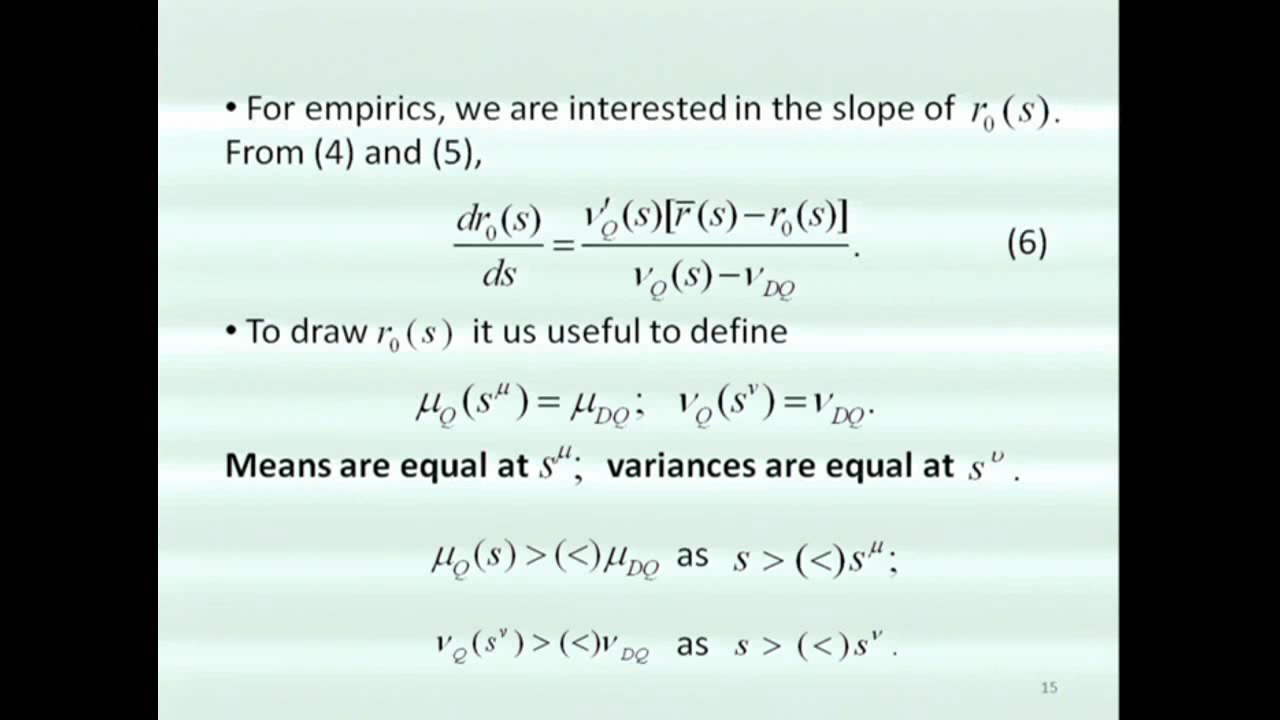 • For empirics, we are interested in the slope of r₀(s).
From (4) and (5),
dr₀(s)/ds = ν′_Q(s)[r̅(s) − r₀(s)] / ν_Q(s) − ν_DQ . (6)
• To draw r₀(s) it us useful to define
μ_Q(s^μ) = μ_DQ; ν_Q(s^ν) = ν_DQ.
Means are equal at s^μ; variances are equal at s^υ .
μ_Q(s) > (<) μ_DQ as s > (<) s^μ;
ν_Q(s^ν) > (<) ν_DQ as s > (<) s^ν .
15